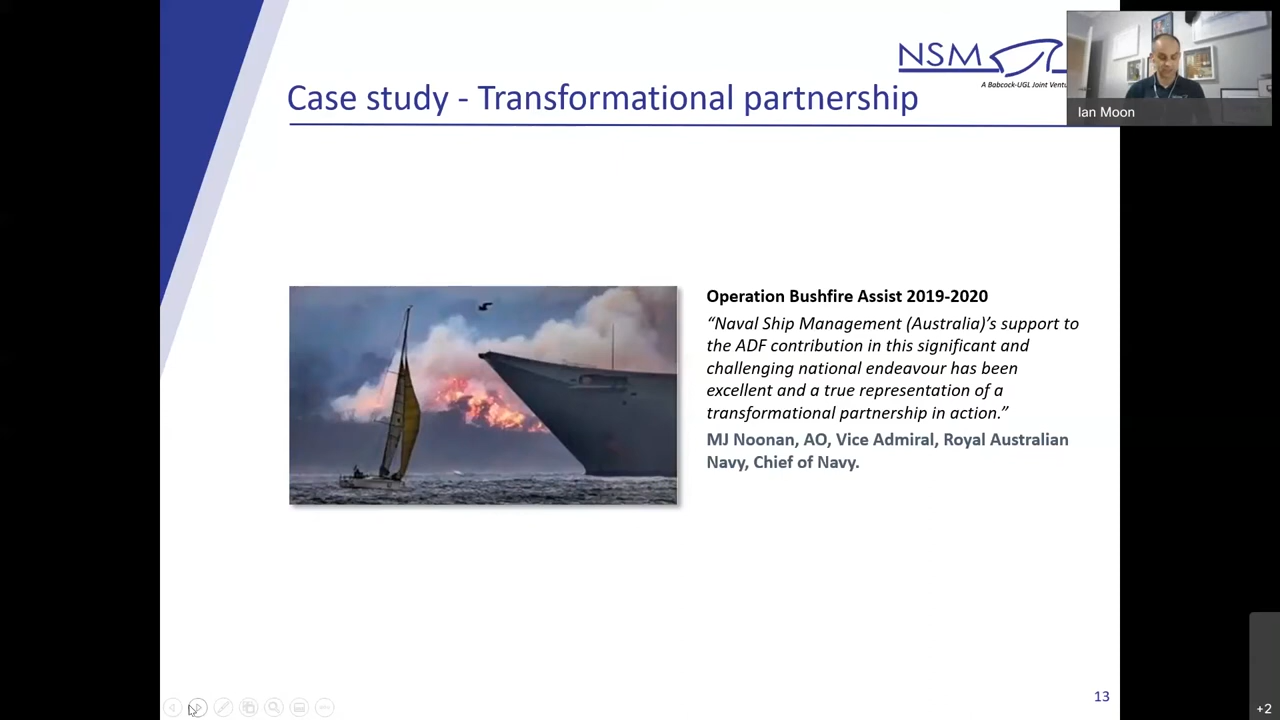 NSM
A Babcock-UGL Joint Ventu
Case study - Transformational partnership
Ian Moon
Operation Bushfire Assist 2019-2020
“Naval Ship Management (Australia)’s support to
the ADF contribution in this significant and
challenging national endeavour has been
excellent and a true representation of a
transformational partnership in action.”
MJ Noonan, AO, Vice Admiral, Royal Australian
Navy, Chief of Navy.
13
+2